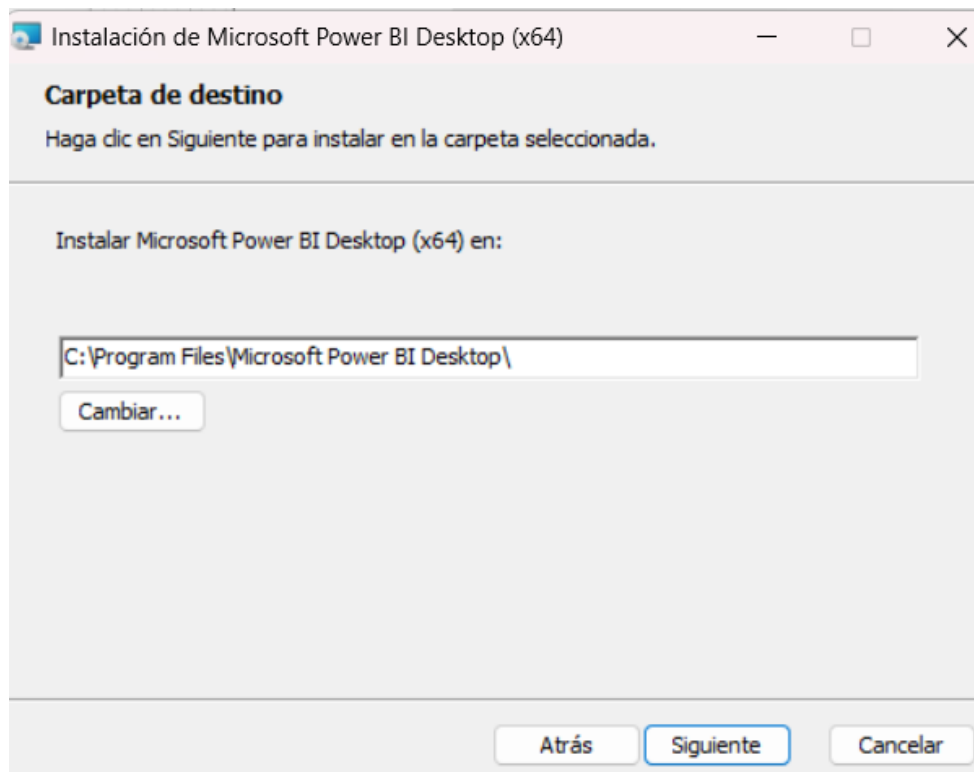 Instalación de Microsoft Power BI Desktop (x64)
Carpeta de destino
Haga clic en Siguiente para instalar en la carpeta seleccionada.
Instalar Microsoft Power BI Desktop (x64) en:
C:\Program Files\Microsoft Power BI Desktop\
Cambiar...
Atrás Siguiente Cancelar